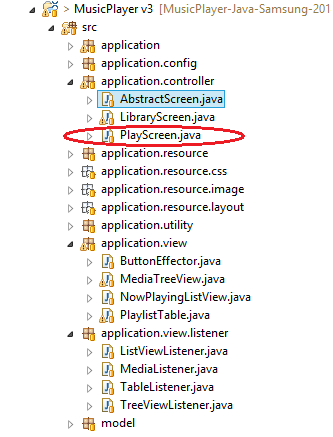 > MusicPlayer v3 [MusicPlayer-Java-Samsung-201
src
application
application.config
application.controller
AbstractScreen.java
LibraryScreen.java
PlayScreen.java
application.resource
application.resource.css
application.resource.image
application.resource.layout
application.utility
application.view
ButtonEffector.java
MediaTreeView.java
NowPlayingListView.java
PlaylistTable.java
application.view.listener
ListViewListener.java
MediaListener.java
TableListener.java
TreeViewListener.java
model